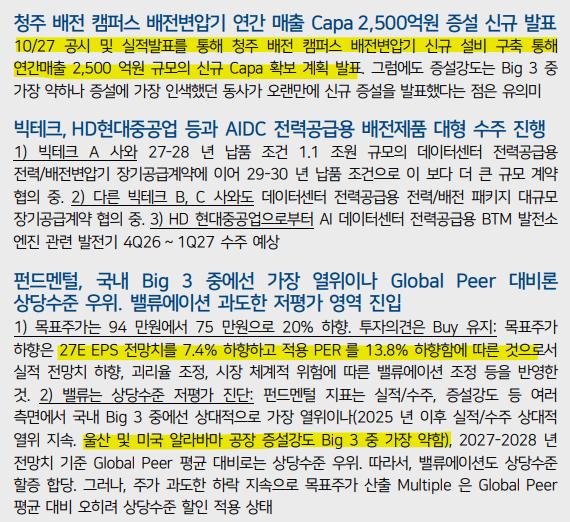 청주 배전 캠퍼스 배전변압기 연간 매출 Capa 2,500억원 증설 신규 발표
10/27 공시 및 실적발표를 통해 청주 배전 캠퍼스 배전변압기 신규 설비 구축 통해
연간매출 2,500 억원 규모의 신규 Capa 확보 계획 발표. 그럼에도 증설강도는 Big 3 중
가장 약하나 증설에 가장 인색했던 동사가 오랜만에 신규 증설을 발표했다는 점은 유의미
빅테크, HD현대중공업 등과 AIDC 전력공급용 배전제품 대형 수주 진행
1) 빅테크 A 사와 27-28 년 납품 조건 1.1 조원 규모의 데이터센터 전력공급용
전력/배전변압기 장기공급계약에 이어 29-30 년 납품 조건으로 이 보다 더 큰 규모 계약
협의 중. 2) 다른 빅테크 B, C 사와도 데이터센터 전력공급용 전력/배전 패키지 대규모
장기공급계약 협의 중. 3) HD 현대중공업으로부터 AI 데이터센터 전력공급용 BTM 발전소
엔진 관련 발전기 4Q26 ~ 1Q27 수주 예상
펀드멘털, 국내 Big 3 중에선 가장 열위이나 Global Peer 대비론
상당수준 우위. 밸류에이션 과도한 저평가 영역 진입
1) 목표주가는 94 만원에서 75 만원으로 20% 하향. 투자의견은 Buy 유지: 목표주가
하향은 27E EPS 전망치를 7.4% 하향하고 적용 PER 를 13.8% 하향함에 따른 것으로서
실적 전망치 하향, 괴리율 조정, 시장 체계적 위험에 따른 밸류에이션 조정 등을 반영한
것. 2) 밸류는 상당수준 저평가 진단: 펀드멘털 지표는 실적/수주, 증설강도 등 여러
측면에서 국내 Big 3 중에선 상대적으로 가장 열위이나(2025 년 이후 실적/수주 상대적
열위 지속. 울산 및 미국 알라바마 공장 증설강도 Big 3 중 가장 약함), 2027-2028 년
전망치 기준 Global Peer 평균 대비로는 상당수준 우위. 따라서, 밸류에이션도 상당수준
할증 합당. 그러나, 주가 과도한 하락 지속으로 목표주가 산출 Multiple 은 Global Peer
평균 대비 오히려 상당수준 할인 적용 상태